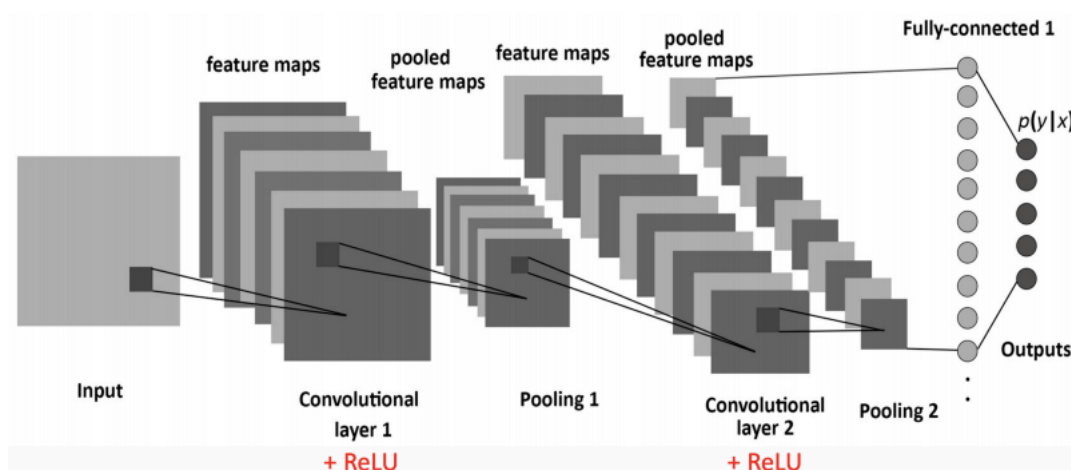 Fully-connected 1
feature maps
pooled
feature maps
feature maps
pooled
feature maps
p(y|x)
Input
Convolutional
layer 1
+ ReLU
Pooling 1
Convolutional
layer 2
+ ReLU
Pooling 2
Outputs